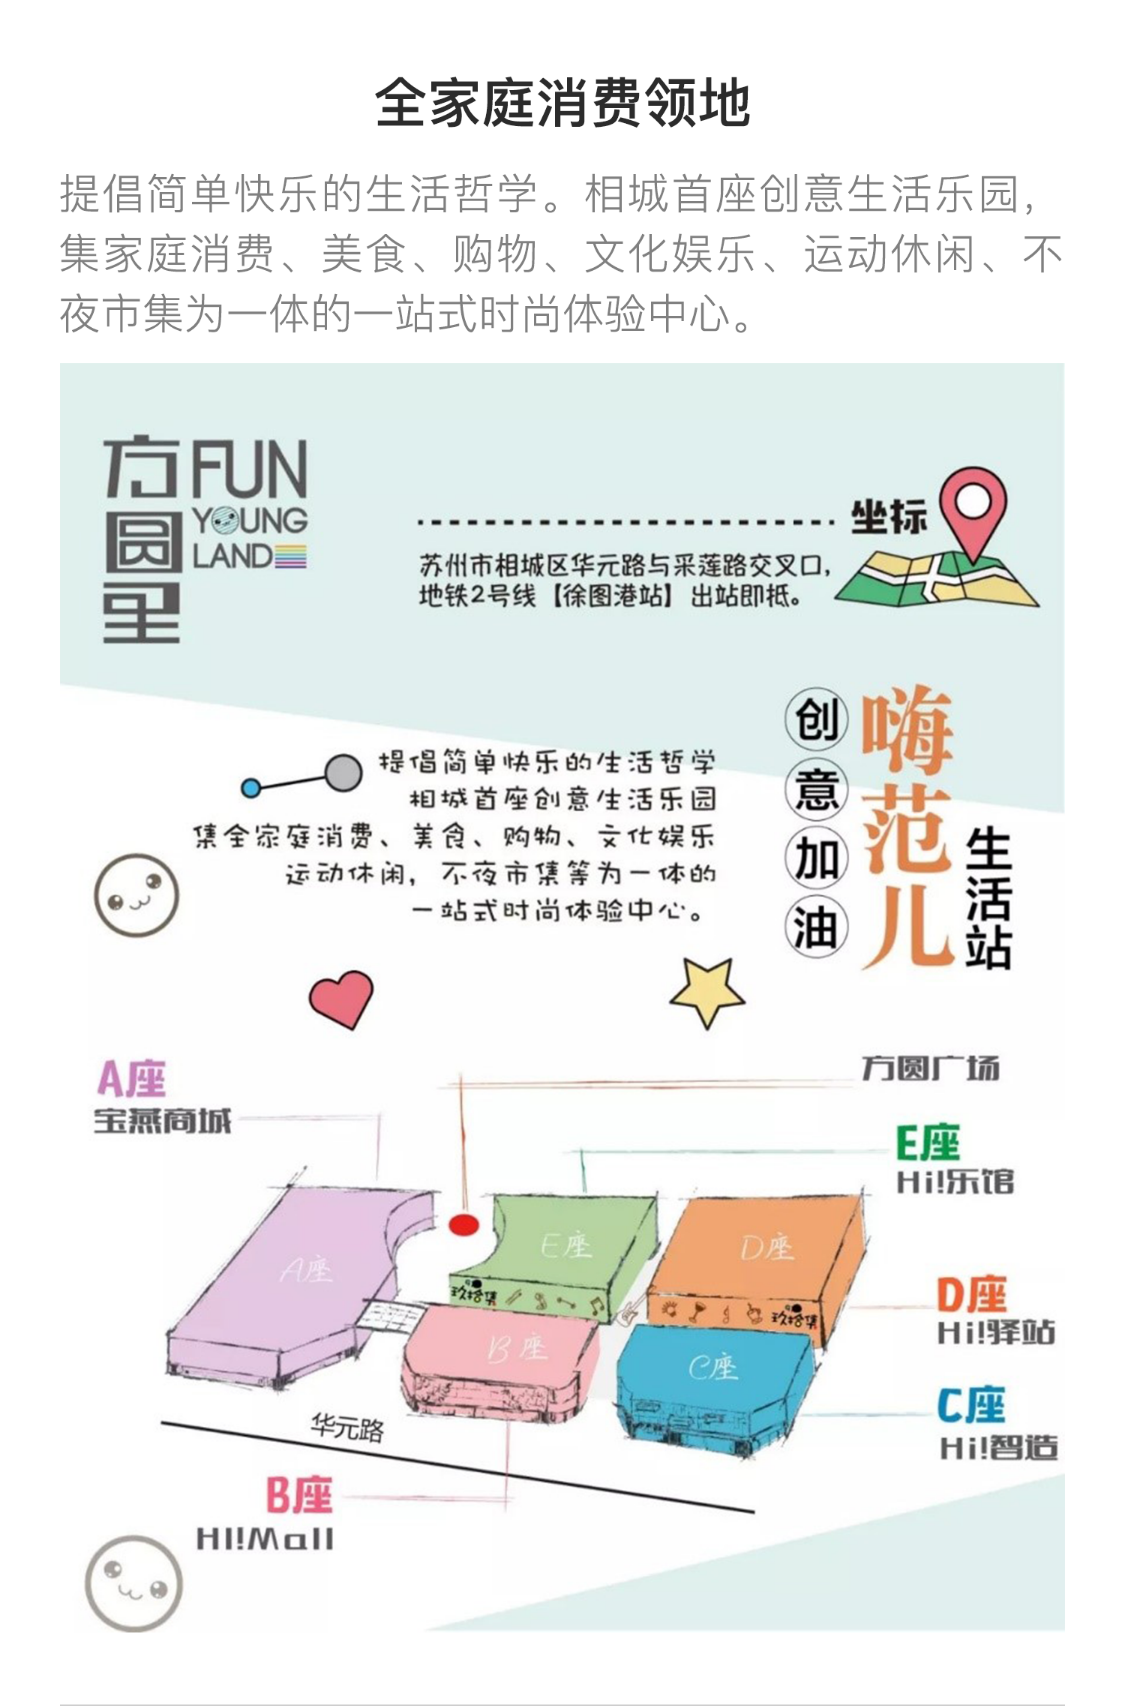 全家庭消费领地
提倡简单快乐的生活哲学。相城首座创意生活乐园，
集家庭消费、美食、购物、文化娱乐、运动休闲、不
夜市集为一体的一站式时尚体验中心。
方圆里
FUN
YOUNG
LAND
坐标
苏州市相城区华元路与采莲路交叉口，
地铁2号线【徐图港站】出站即抵。
创意加油
嗨范儿
生活站
提倡简单快乐的生活哲学
相城首座创意生活乐园
集全家庭消费、美食、购物、文化娱乐
运动休闲，不夜市集等为一体的
一站式时尚体验中心。
A座
宝燕商城
方圆广场
E座
Hi!乐馆
A座
E座
D座
玖拾集
玖拾集
B座
C座
D座
Hi!驿站
C座
Hi!智造
华元路
B座
HI!Mall